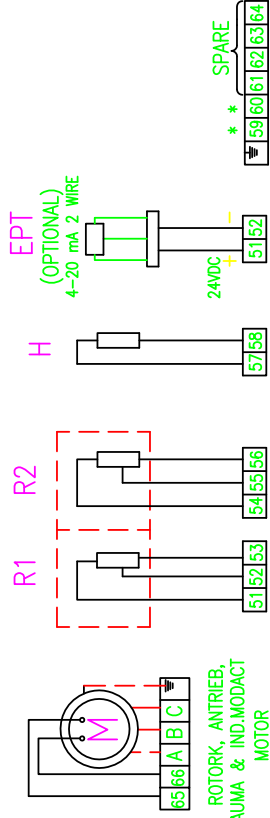 SPARE
* *
59 60 61 62 63 64
EPT
(OPTIONAL)
4-20 mA 2 WIRE
24VDC + -
51 52
H
57 58
R2
54 55 56
R1
51 52 53
M
65 66 A B C
ROTORK, ANTRIEB,
AUMA & IND.MODACT
MOTOR